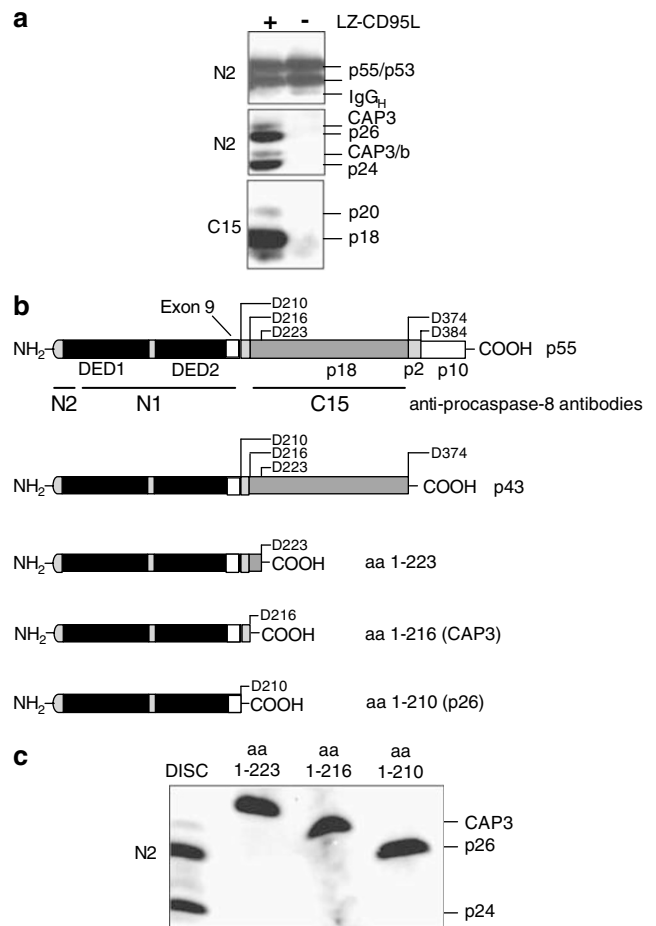 a
+ - LZ-CD95L
N2
p55/p53
IgGH
N2
CAP3
p26
CAP3/b
p24
C15
p20
p18
b
Exon 9
D210
D216
D223
D374
D384
NH2 COOH p55
DED1 DED2 p18 p2 p10
N2 N1 C15 anti-procaspase-8 antibodies
D210
D216
D223
D374
NH2 COOH p43
D223
NH2 COOH aa 1-223
D216
NH2 COOH aa 1-216 (CAP3)
D210
NH2 COOH aa 1-210 (p26)
c
DISC aa 1-223 aa 1-216 aa 1-210
N2
CAP3
p26
p24